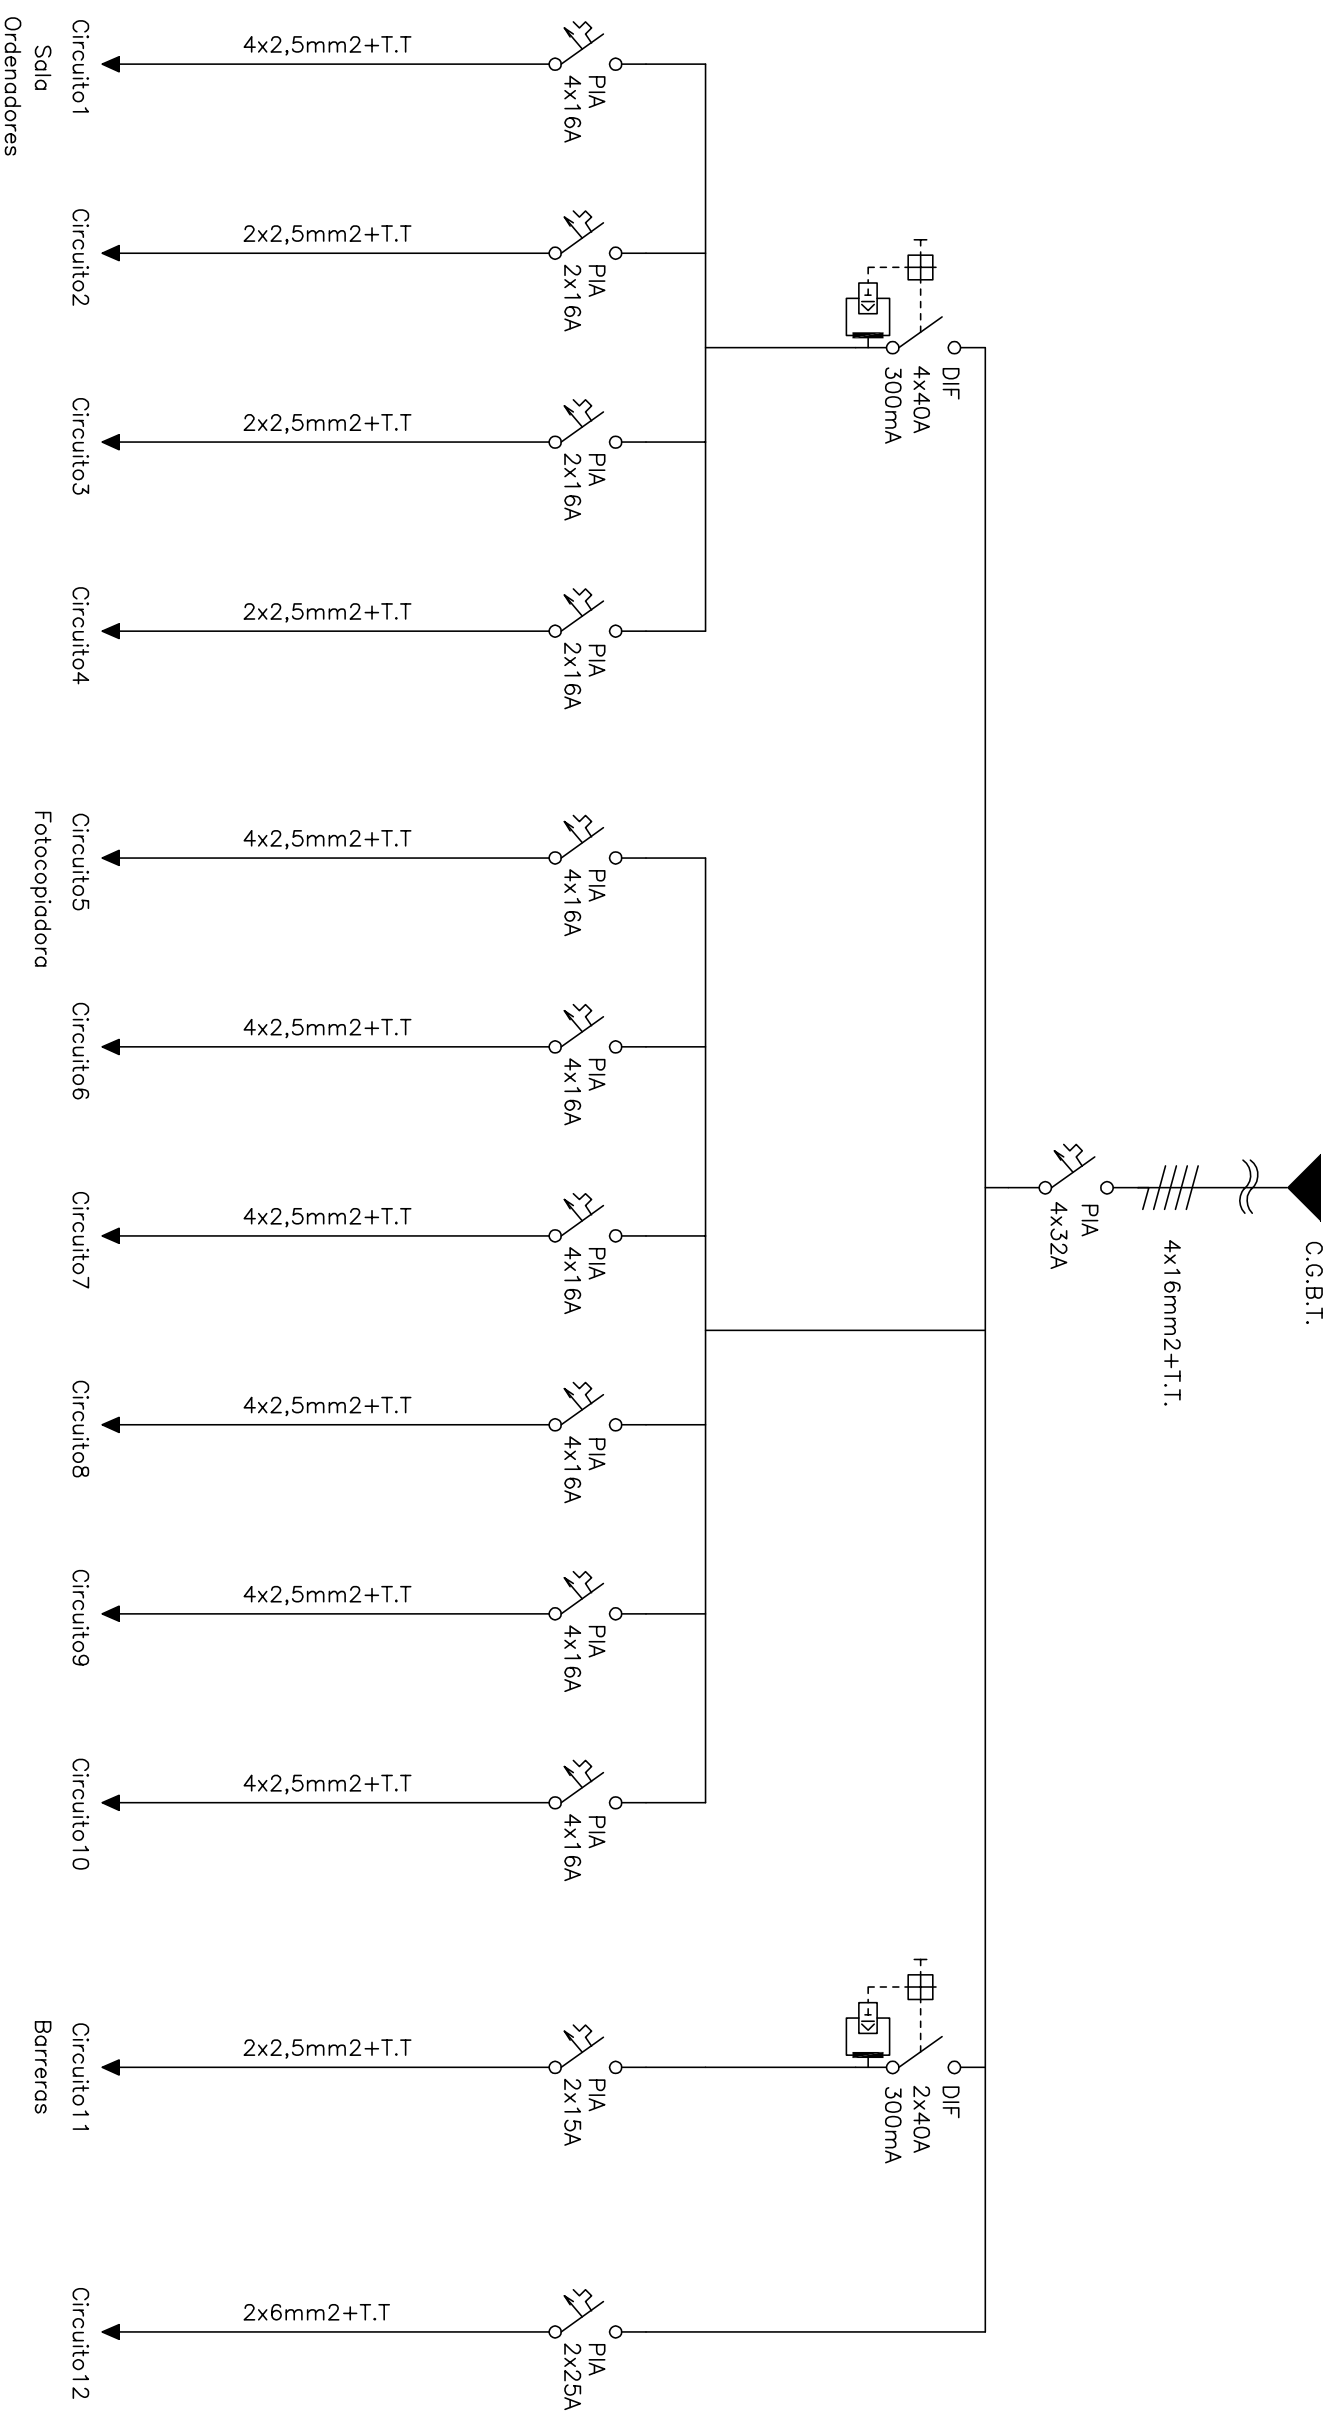 C.G.B.T.
4x16mm2+T.T.
PIA
4x32A
DIF
4x40A
300mA
DIF
2x40A
300mA
PIA
4x16A
PIA
2x16A
PIA
2x16A
PIA
2x16A
PIA
4x16A
PIA
4x16A
PIA
4x16A
PIA
4x16A
PIA
4x16A
PIA
4x16A
PIA
2x15A
PIA
2x25A
4x2,5mm2+T.T
2x2,5mm2+T.T
2x2,5mm2+T.T
2x2,5mm2+T.T
4x2,5mm2+T.T
4x2,5mm2+T.T
4x2,5mm2+T.T
4x2,5mm2+T.T
4x2,5mm2+T.T
4x2,5mm2+T.T
2x2,5mm2+T.T
2x6mm2+T.T
Circuito1
Sala
Ordenadores
Circuito2
Circuito3
Circuito4
Circuito5
Fotocopiadora
Circuito6
Circuito7
Circuito8
Circuito9
Circuito10
Circuito11
Barreras
Circuito12